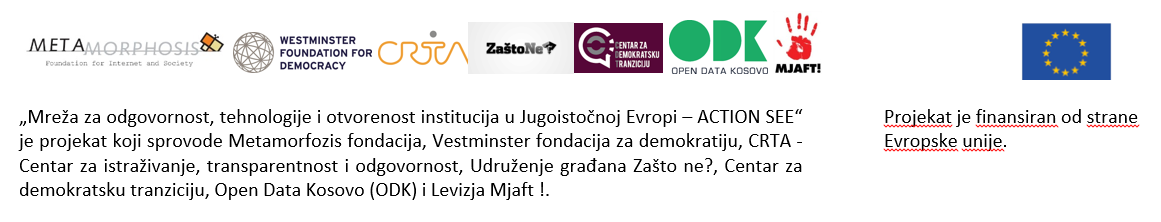 METAMORPHOSIS
Foundation for Internet and Society
WESTMINSTER
FOUNDATION FOR
DEMOCRACY
CRTA
ZaštoNe?
CENTAR ZA
DEMOKRATSKU
TRANZICIJU
ODK
OPEN DATA KOSOVO
MJAFT!
„Mreža za odgovornost, tehnologije i otvorenost institucija u Jugoistočnoj Evropi – ACTION SEE“
je projekat koji sprovode Metamorfozis fondacija, Vestminster fondacija za demokratiju, CRTA -
Centar za istraživanje, transparentnost i odgovornost, Udruženje građana Zašto ne?, Centar za
demokratsku tranziciju, Open Data Kosovo (ODK) i Levizja Mjaft !.
Projekat je finansiran od strane
Evropske unije.